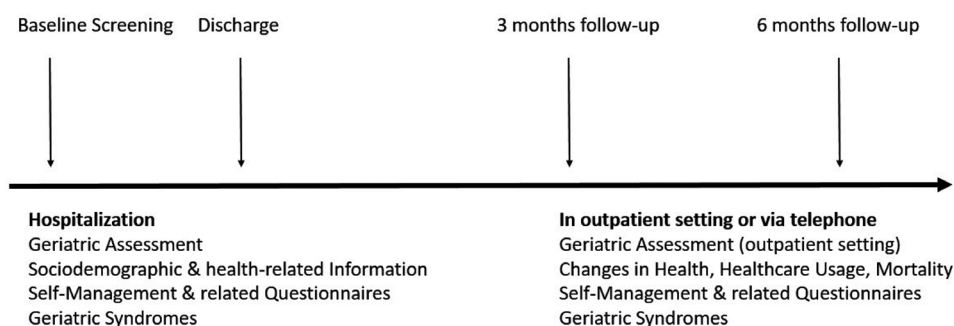 Baseline Screening
Discharge
3 months follow-up
6 months follow-up
Hospitalization
Geriatric Assessment
Sociodemographic & health-related Information
Self-Management & related Questionnaires
Geriatric Syndromes
In outpatient setting or via telephone
Geriatric Assessment (outpatient setting)
Changes in Health, Healthcare Usage, Mortality
Self-Management & related Questionnaires
Geriatric Syndromes